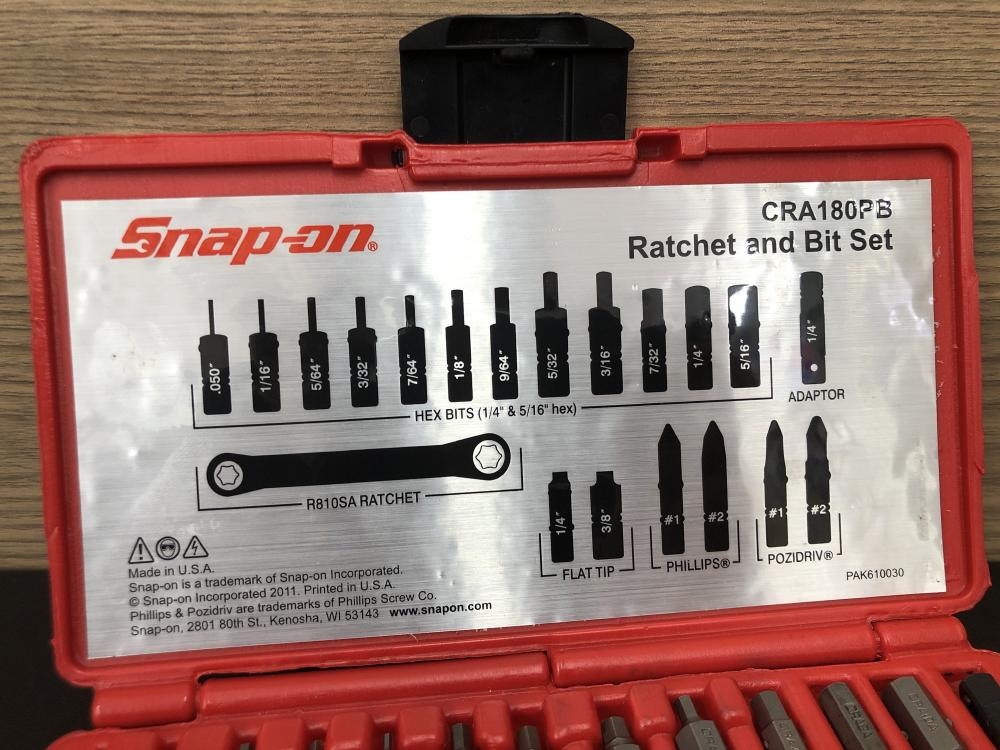 Snap-on®
CRA180PB
Ratchet and Bit Set
.050"
1/16"
5/64"
3/32"
7/64"
1/8"
9/64"
5/32"
3/16"
7/32"
1/4"
5/16"
1/4"
HEX BITS (1/4" & 5/16" hex)
ADAPTOR
R810SA RATCHET
1/4"
3/8"
FLAT TIP
#1
#2
PHILLIPS®
#1
#2
POZIDRIV®
Made in U.S.A.
Snap-on is a trademark of Snap-on Incorporated.
© Snap-on Incorporated 2011. Printed in U.S.A.
Phillips & Pozidriv are trademarks of Phillips Screw Co.
Snap-on, 2801 80th St., Kenosha, WI 53143 www.snapon.com
PAK610030